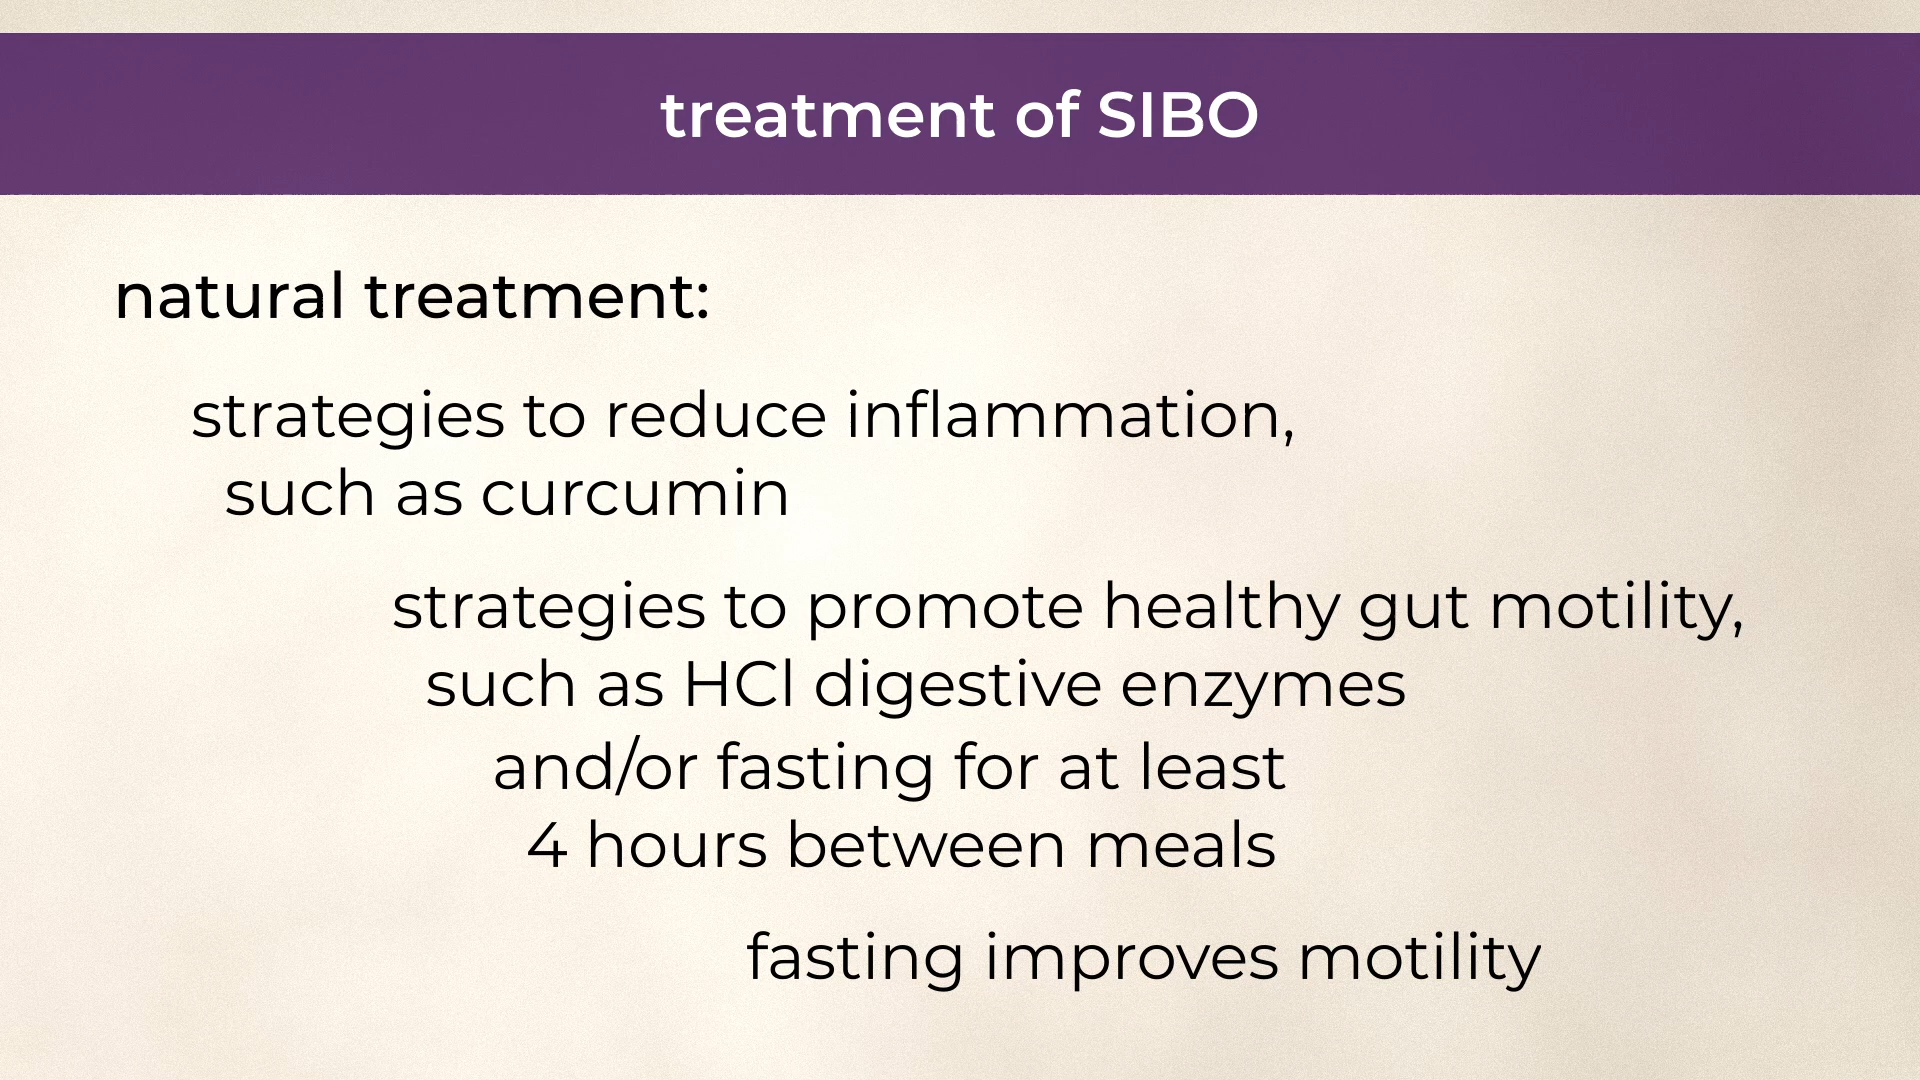 treatment of SIBO
natural treatment:
strategies to reduce inflammation,
such as curcumin
strategies to promote healthy gut motility,
such as HCl digestive enzymes
and/or fasting for at least
4 hours between meals
fasting improves motility